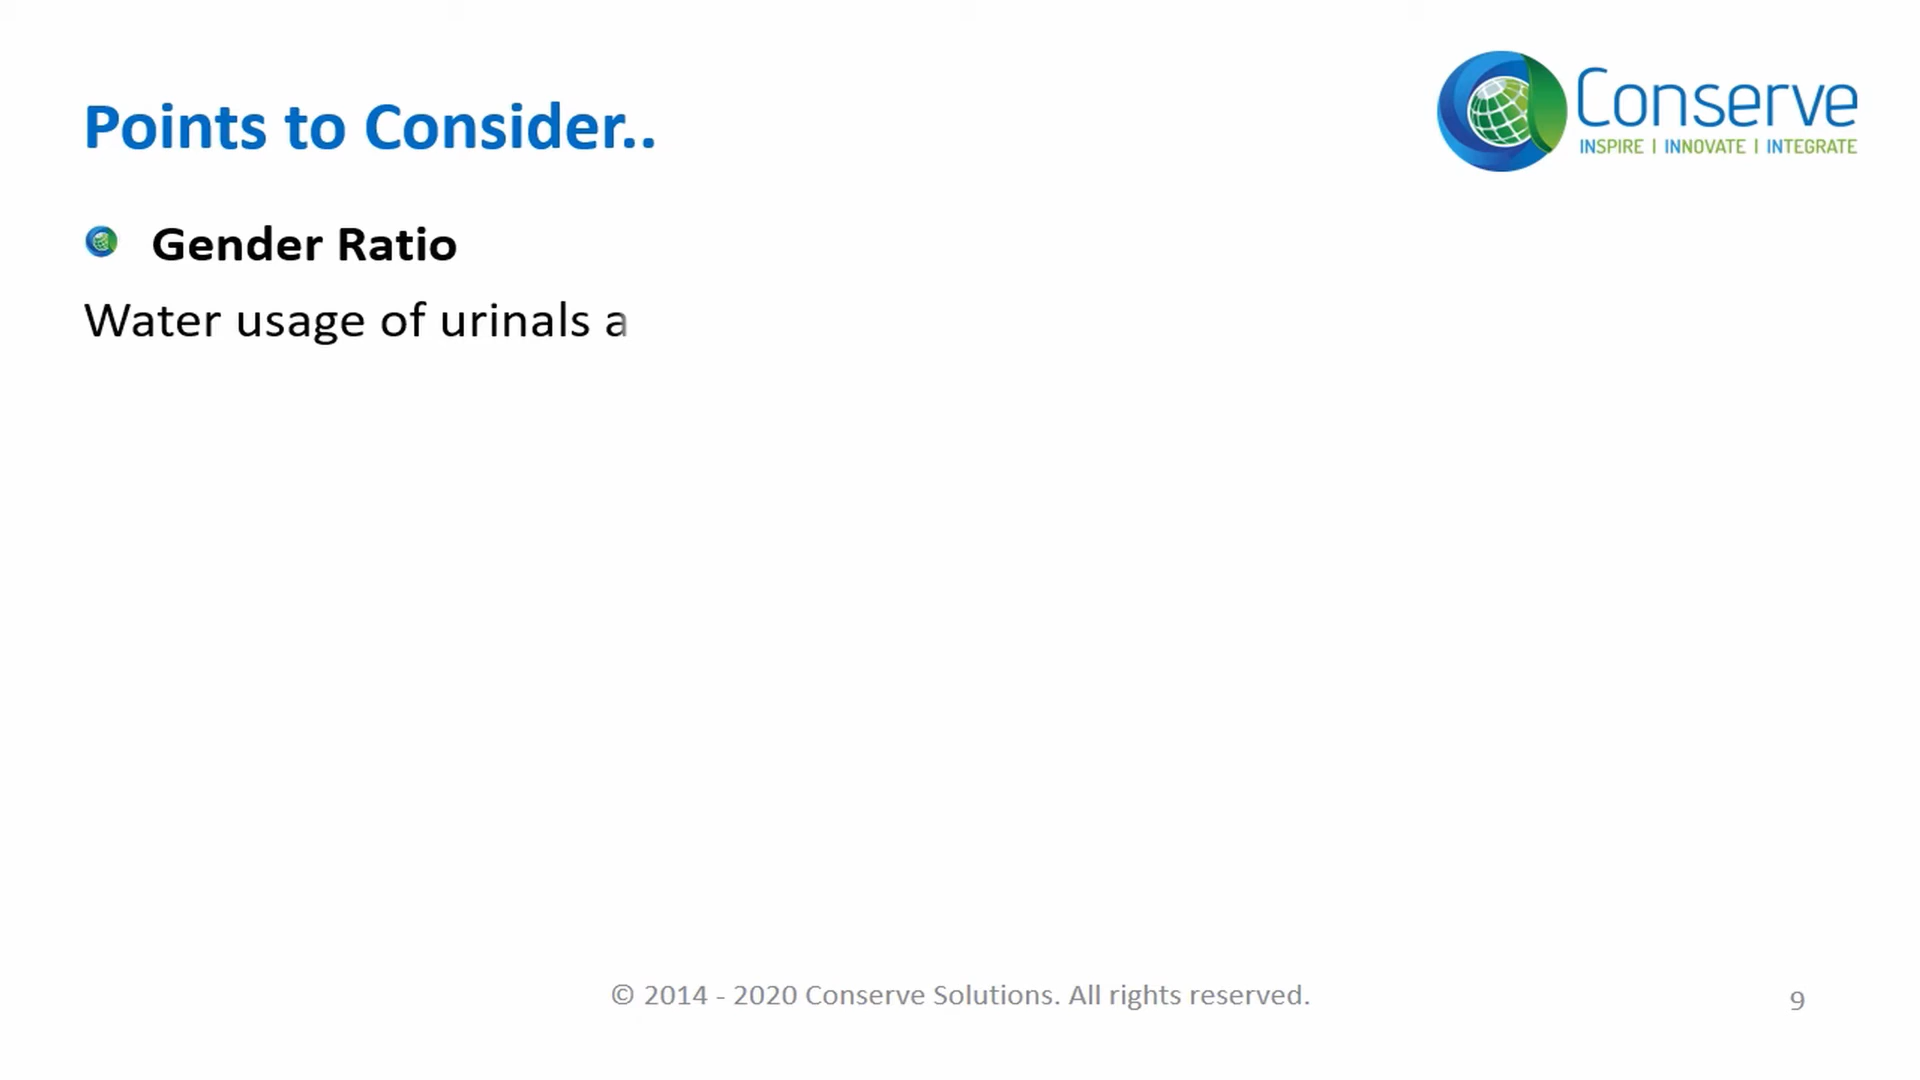 Conserve
INSPIRE | INNOVATE | INTEGRATE
Points to Consider..
Gender Ratio
Water usage of urinals a
© 2014 - 2020 Conserve Solutions. All rights reserved.
9